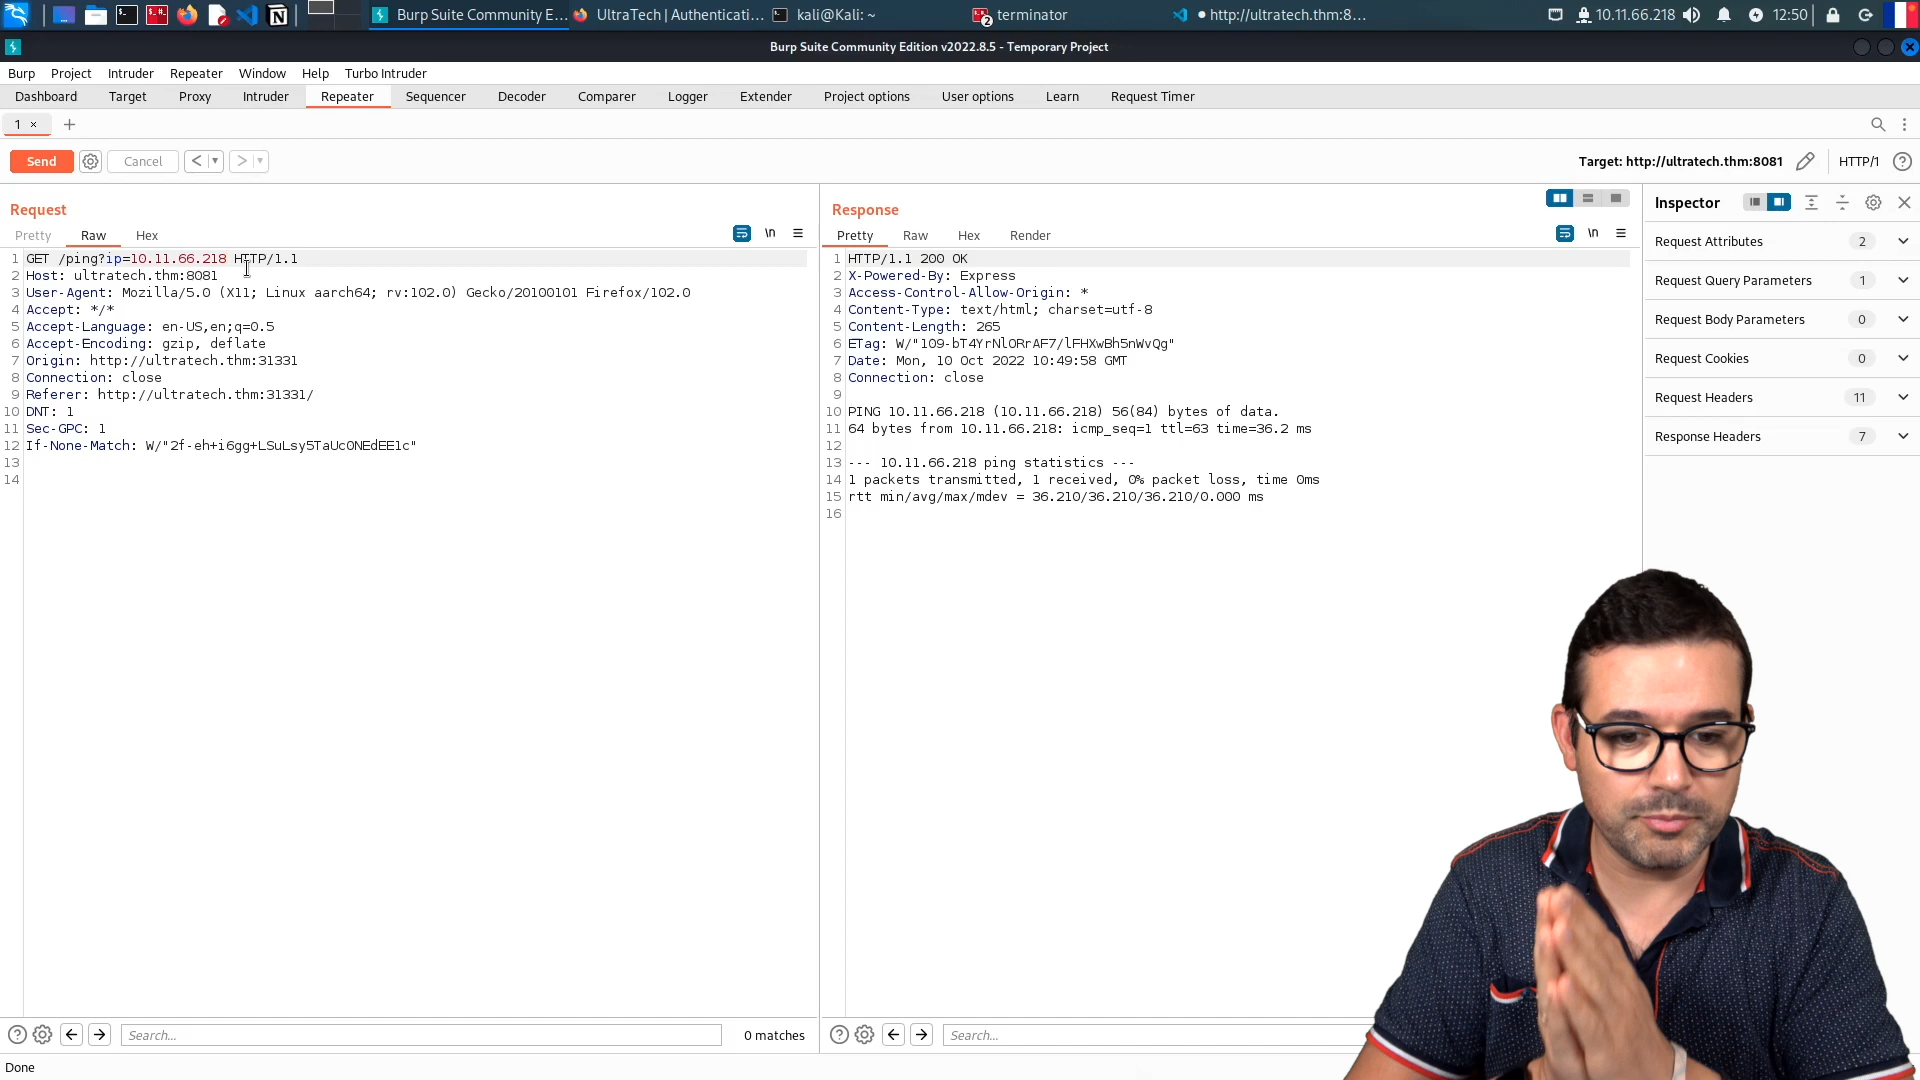 Burp Suite Community E... UltraTech | Authenticati... kali@Kali: ~ 2 terminator • http://ultratech.thm:8... 10.11.66.218 12:50
Burp Suite Community Edition v2022.8.5 - Temporary Project
Burp Project Intruder Repeater Window Help Turbo Intruder
Dashboard Target Proxy Intruder Repeater Sequencer Decoder Comparer Logger Extender Project options User options Learn Request Timer
1 × +
Send Cancel < > Target: http://ultratech.thm:8081 HTTP/1 ?
Request
Pretty Raw Hex \n
1 GET /ping?ip=10.11.66.218 HTTP/1.1
2 Host: ultratech.thm:8081
3 User-Agent: Mozilla/5.0 (X11; Linux aarch64; rv:102.0) Gecko/20100101 Firefox/102.0
4 Accept: */*
5 Accept-Language: en-US,en;q=0.5
6 Accept-Encoding: gzip, deflate
7 Origin: http://ultratech.thm:31331
8 Connection: close
9 Referer: http://ultratech.thm:31331/
10 DNT: 1
11 Sec-GPC: 1
12 If-None-Match: W/"2f-eh+i6gg+LSuLsy5TaUc0NEdEE1c"
13
14
Search... 0 matches
Response
Pretty Raw Hex Render \n
1 HTTP/1.1 200 OK
2 X-Powered-By: Express
3 Access-Control-Allow-Origin: *
4 Content-Type: text/html; charset=utf-8
5 Content-Length: 265
6 ETag: W/"109-bT4YrNlORrAF7/lFHXwBh5nWvQg"
7 Date: Mon, 10 Oct 2022 10:49:58 GMT
8 Connection: close
9
10 PING 10.11.66.218 (10.11.66.218) 56(84) bytes of data.
11 64 bytes from 10.11.66.218: icmp_seq=1 ttl=63 time=36.2 ms
12
13 --- 10.11.66.218 ping statistics ---
14 1 packets transmitted, 1 received, 0% packet loss, time 0ms
15 rtt min/avg/max/mdev = 36.210/36.210/36.210/0.000 ms
16
Search...
Inspector
Request Attributes 2
Request Query Parameters 1
Request Body Parameters 0
Request Cookies 0
Request Headers 11
Response Headers 7
Done